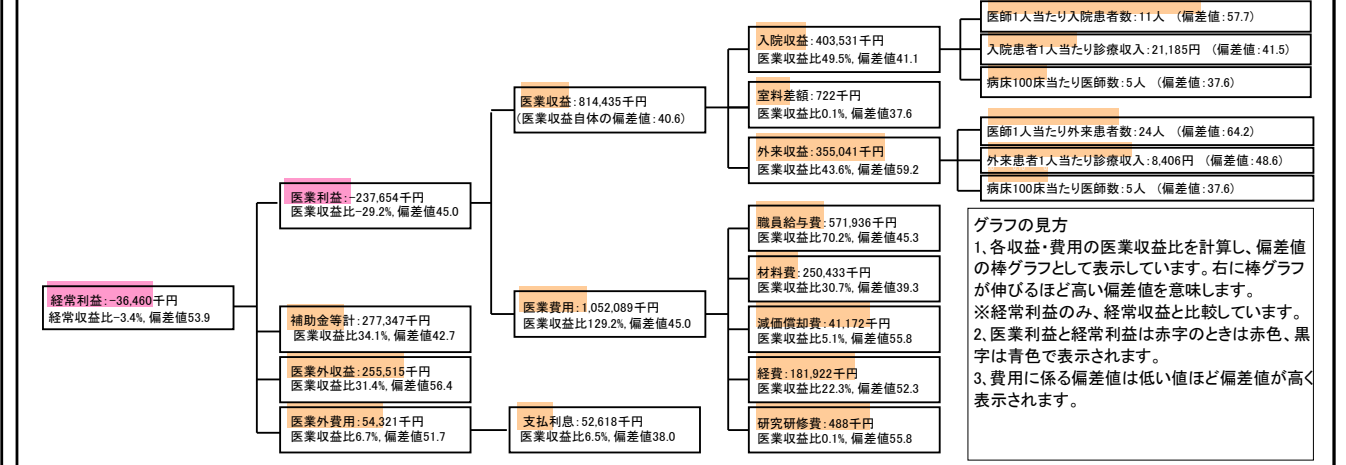 経常利益:-36,460千円
経常収益比-3.4%, 偏差値53.9
医業利益:-237,654千円
医業収益比-29.2%, 偏差値45.0
補助金等計:277,347千円
医業収益比34.1%, 偏差値42.7
医業外収益:255,515千円
医業収益比31.4%, 偏差値56.4
医業外費用:54,321千円
医業収益比6.7%, 偏差値51.7
支払利息:52,618千円
医業収益比6.5%, 偏差値38.0
医業収益:814,435千円
(医業収益自体の偏差値:40.6)
医業費用:1,052,089千円
医業収益比129.2%, 偏差値45.0
入院収益:403,531千円
医業収益比49.5%, 偏差値41.1
室料差額:722千円
医業収益比0.1%, 偏差値37.6
外来収益:355,041千円
医業収益比43.6%, 偏差値59.2
職員給与費:571,936千円
医業収益比70.2%, 偏差値45.3
材料費:250,433千円
医業収益比30.7%, 偏差値39.3
減価償却費:41,172千円
医業収益比5.1%, 偏差値55.8
経費:181,922千円
医業収益比22.3%, 偏差値52.3
研究研修費:488千円
医業収益比0.1%, 偏差値55.8
医師1人当たり入院患者数:11人 (偏差値:57.7)
入院患者1人当たり診療収入:21,185円 (偏差値:41.5)
病床100床当たり医師数:5人 (偏差値:37.6)
医師1人当たり外来患者数:24人 (偏差値:64.2)
外来患者1人当たり診療収入:8,406円 (偏差値:48.6)
病床100床当たり医師数:5人 (偏差値:37.6)
グラフの見方
1、各収益・費用の医業収益比を計算し、偏差値
の棒グラフとして表示しています。右に棒グラフ
が伸びるほど高い偏差値を意味します。
※経常利益のみ、経常収益と比較しています。
2、医業利益と経常利益は赤字のときは赤色、黒
字は青色で表示されます。
3、費用に係る偏差値は低い値ほど偏差値が高く
表示されます。